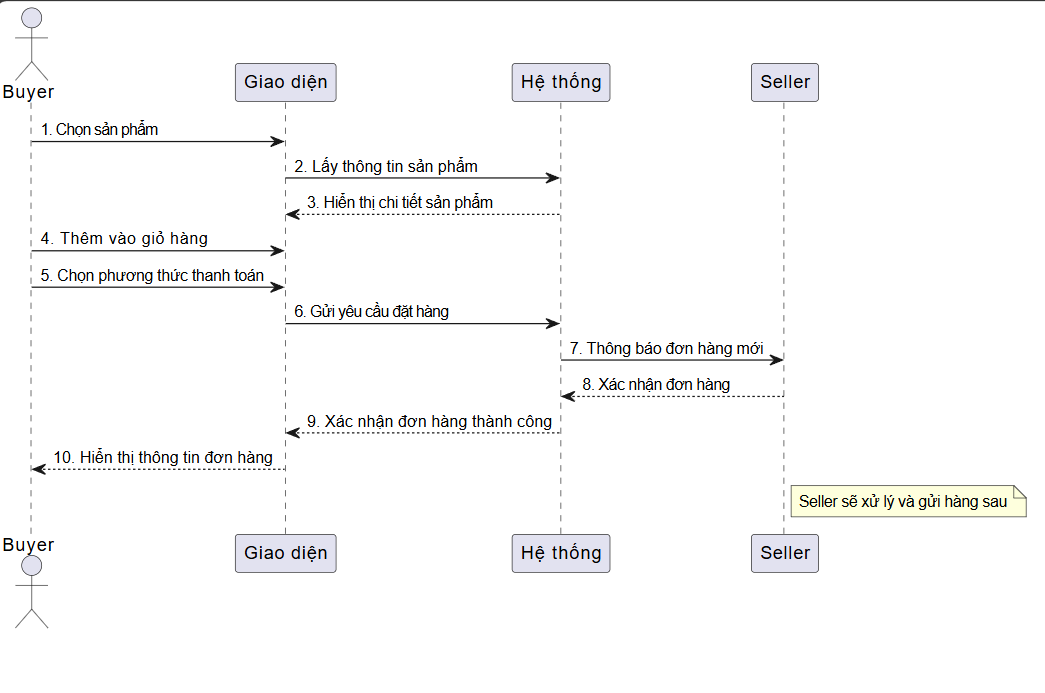 Buyer
Giao diện
Hệ thống
Seller
1. Chọn sản phẩm
2. Lấy thông tin sản phẩm
3. Hiển thị chi tiết sản phẩm
4. Thêm vào giỏ hàng
5. Chọn phương thức thanh toán
6. Gửi yêu cầu đặt hàng
7. Thông báo đơn hàng mới
8. Xác nhận đơn hàng
9. Xác nhận đơn hàng thành công
10. Hiển thị thông tin đơn hàng
Seller sẽ xử lý và gửi hàng sau
Buyer
Giao diện
Hệ thống
Seller